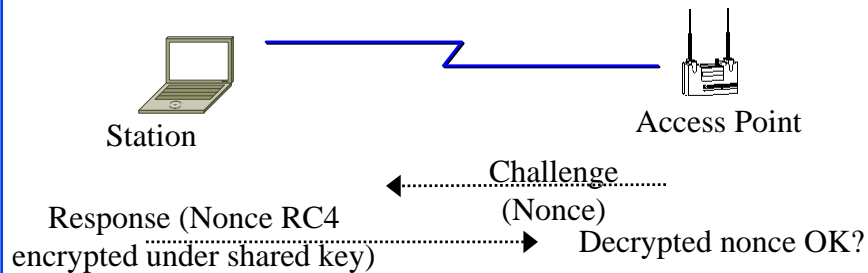 Station
Access Point
Challenge
(Nonce)
Response (Nonce RC4
encrypted under shared key)
Decrypted nonce OK?